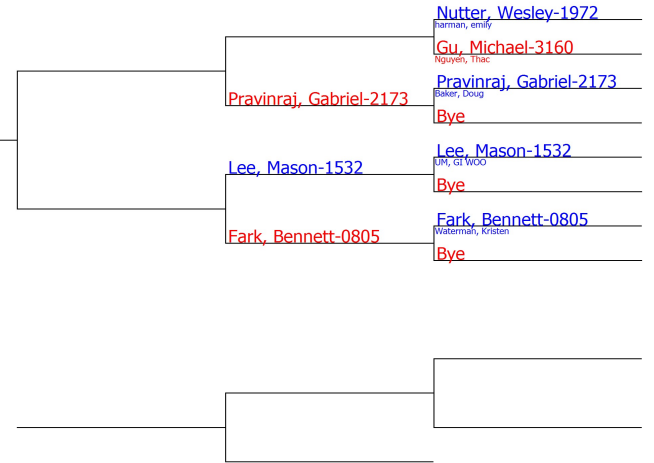 Nutter, Wesley-1972
harman, emily
Gu, Michael-3160
Nguyen, Thac
Pravinraj, Gabriel-2173
Baker, Doug
Pravinraj, Gabriel-2173
Bye
Lee, Mason-1532
UM, GI WOO
Lee, Mason-1532
Bye
Fark, Bennett-0805
Waterman, Kristen
Fark, Bennett-0805
Bye